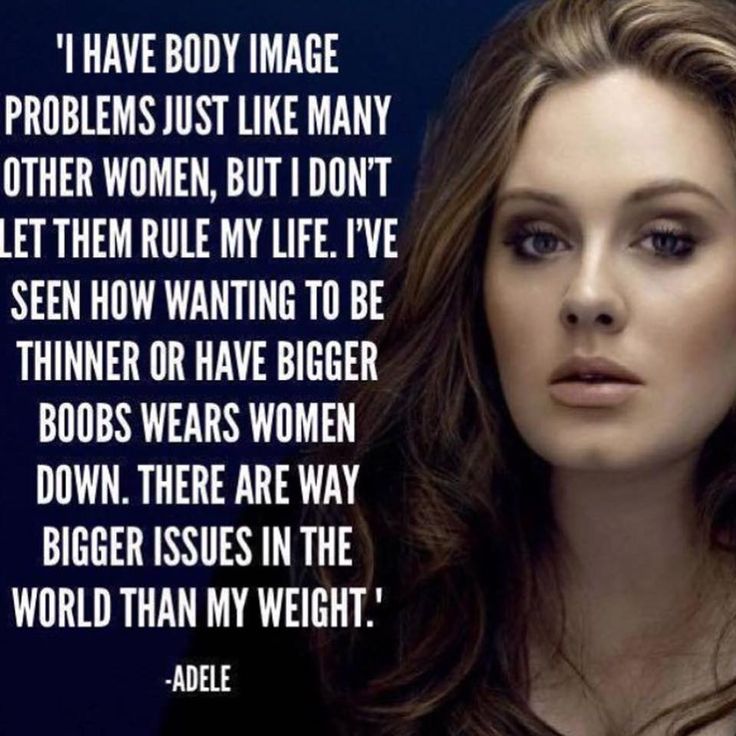 'I HAVE BODY IMAGE
PROBLEMS JUST LIKE MANY
OTHER WOMEN, BUT I DON'T
LET THEM RULE MY LIFE. I'VE
SEEN HOW WANTING TO BE
THINNER OR HAVE BIGGER
BOOBS WEARS WOMEN
DOWN. THERE ARE WAY
BIGGER ISSUES IN THE
WORLD THAN MY WEIGHT.'
-ADELE